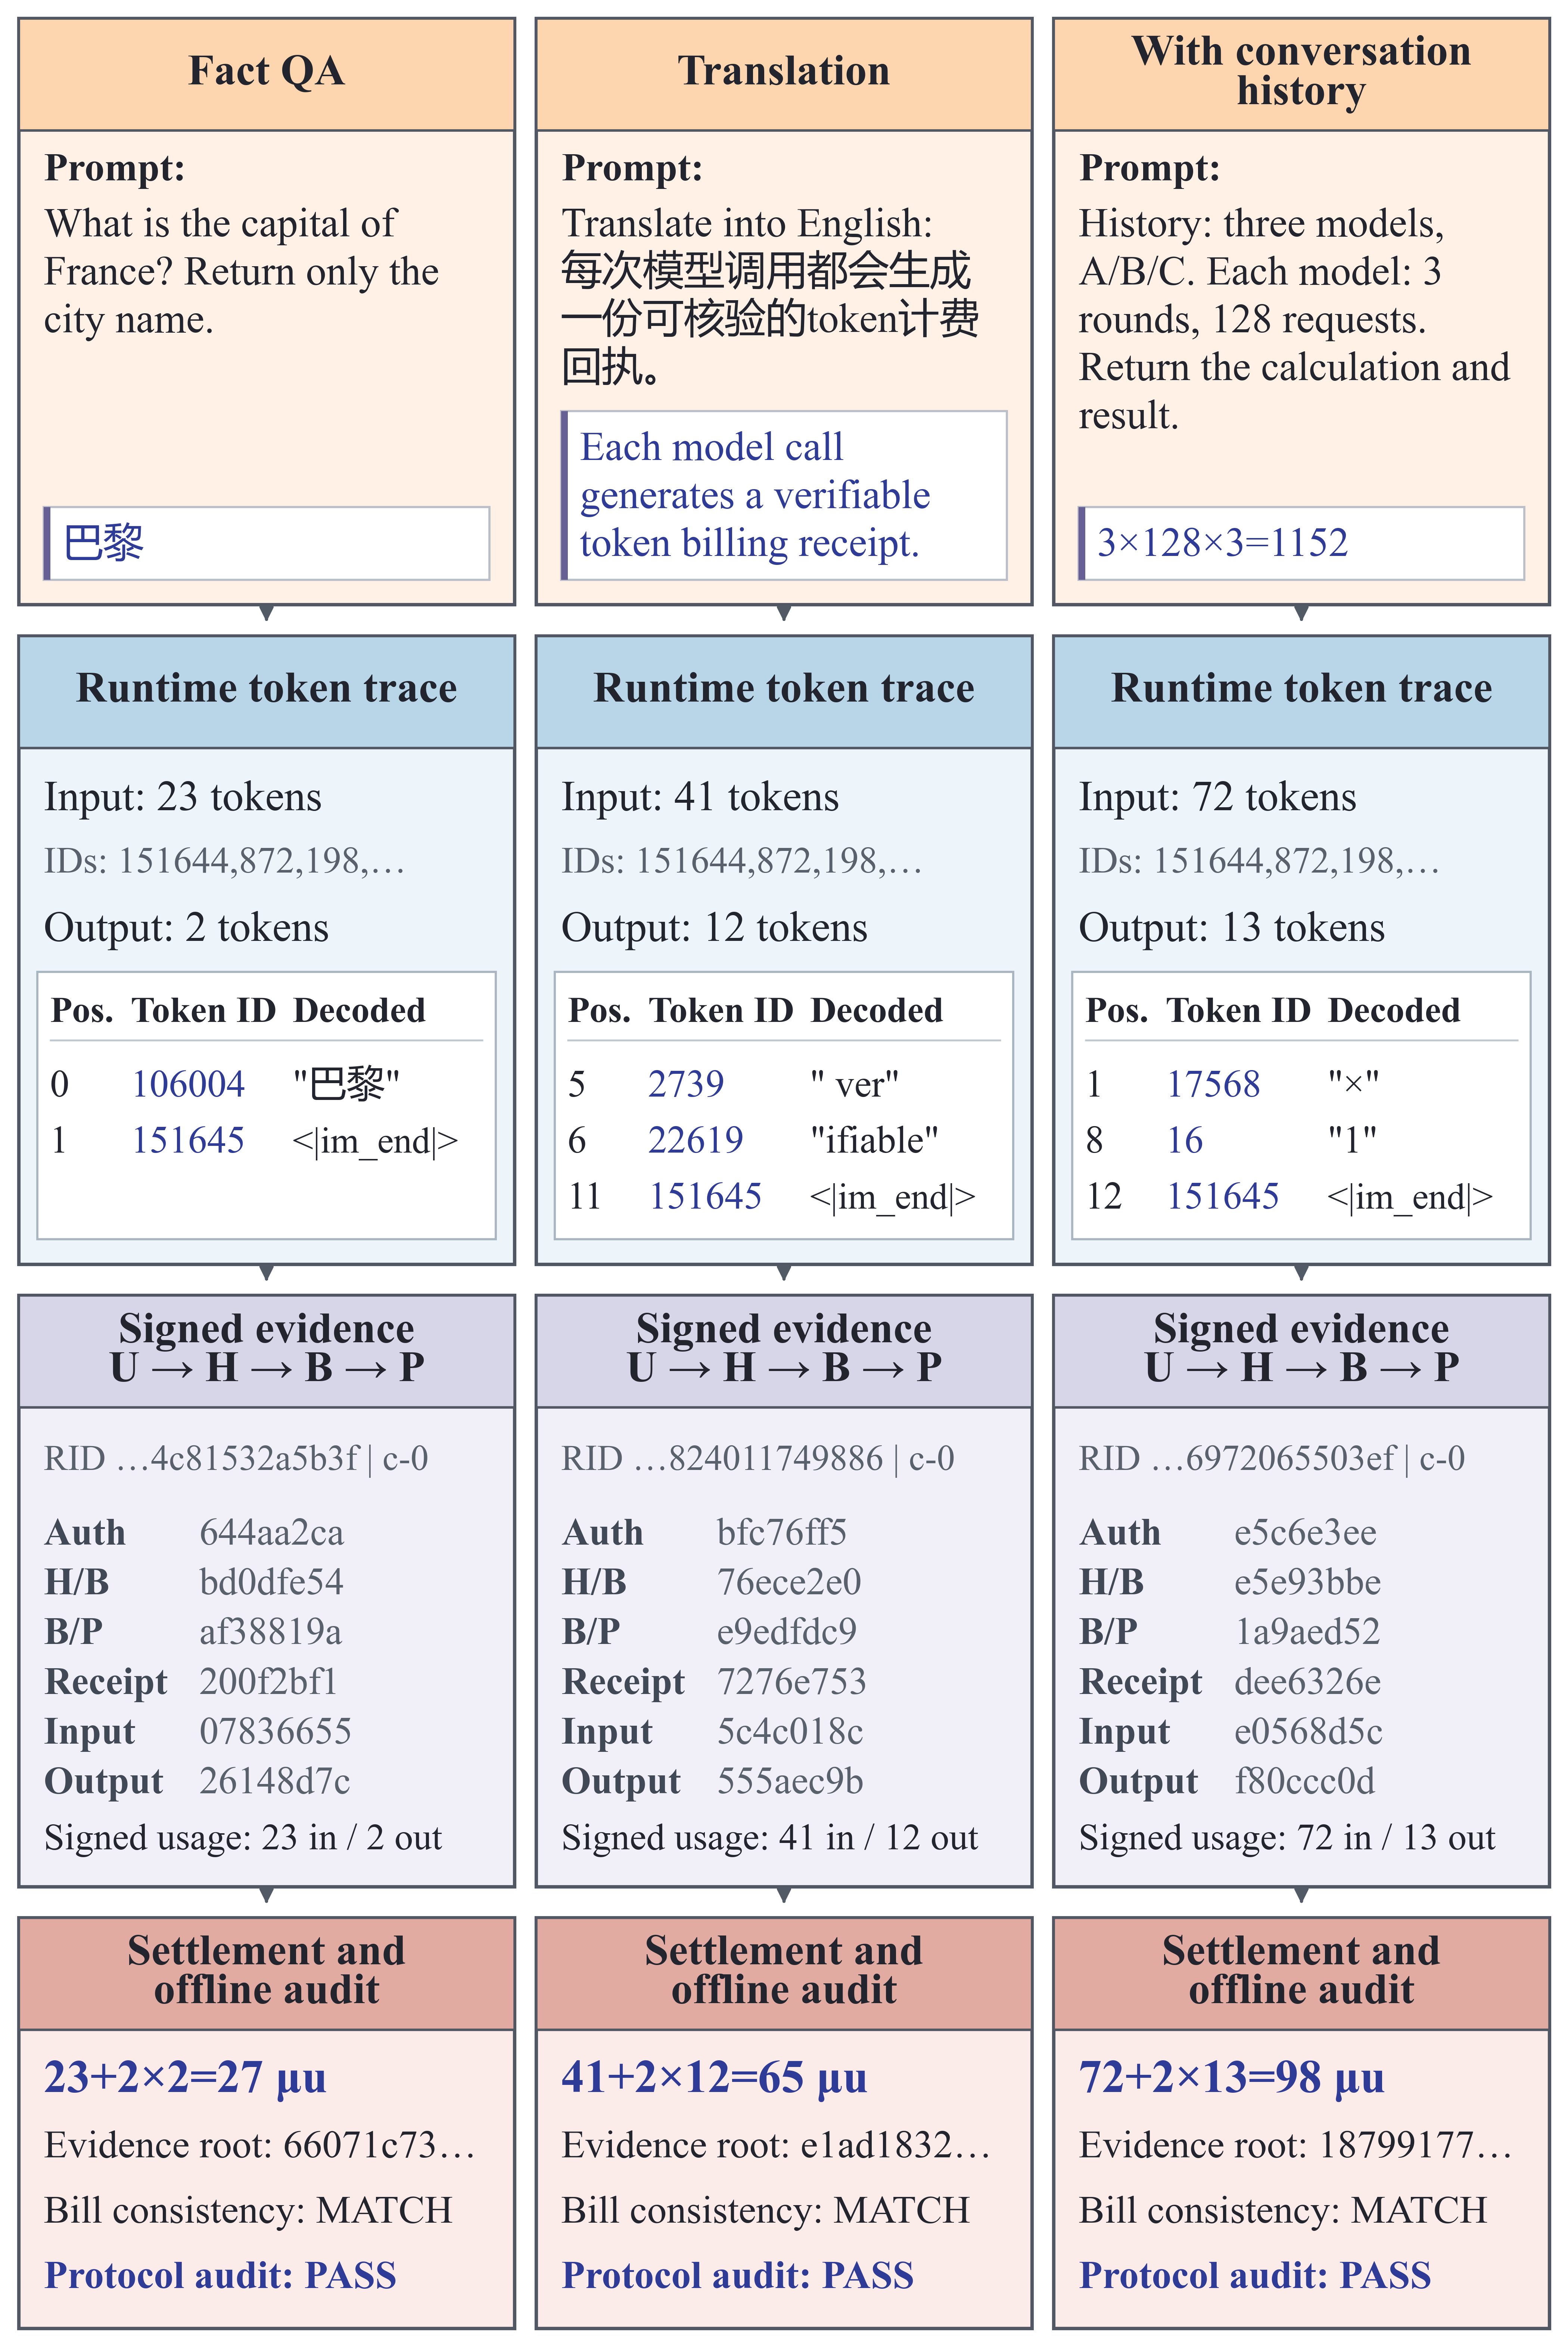 Fact QA
Prompt:
What is the capital of
France? Return only the
city name.
巴黎
Runtime token trace
Input: 23 tokens
IDs: 151644,872,198,…
Output: 2 tokens
Pos. Token ID Decoded
0 106004 "巴黎"
1 151645 <|im_end|>
Signed evidence
U → H → B → P
RID …4c81532a5b3f | c-0
Auth 644aa2ca
H/B bd0dfe54
B/P af38819a
Receipt 200f2bf1
Input 07836655
Output 26148d7c
Signed usage: 23 in / 2 out
Settlement and
offline audit
23+2×2=27 μu
Evidence root: 66071c73…
Bill consistency: MATCH
Protocol audit: PASS
Translation
Prompt:
Translate into English:
每次模型调用都会生成
一份可核验的token计费
回执。
Each model call
generates a verifiable
token billing receipt.
Runtime token trace
Input: 41 tokens
IDs: 151644,872,198,…
Output: 12 tokens
Pos. Token ID Decoded
5 2739 " ver"
6 22619 "ifiable"
11 151645 <|im_end|>
Signed evidence
U → H → B → P
RID …824011749886 | c-0
Auth bfc76ff5
H/B 76ece2e0
B/P e9edfdc9
Receipt 7276e753
Input 5c4c018c
Output 555aec9b
Signed usage: 41 in / 12 out
Settlement and
offline audit
41+2×12=65 μu
Evidence root: e1ad1832…
Bill consistency: MATCH
Protocol audit: PASS
With conversation
history
Prompt:
History: three models,
A/B/C. Each model: 3
rounds, 128 requests.
Return the calculation and
result.
3×128×3=1152
Runtime token trace
Input: 72 tokens
IDs: 151644,872,198,…
Output: 13 tokens
Pos. Token ID Decoded
1 17568 "×"
8 16 "1"
12 151645 <|im_end|>
Signed evidence
U → H → B → P
RID …6972065503ef | c-0
Auth e5c6e3ee
H/B e5e93bbe
B/P 1a9aed52
Receipt dee6326e
Input e0568d5c
Output f80ccc0d
Signed usage: 72 in / 13 out
Settlement and
offline audit
72+2×13=98 μu
Evidence root: 18799177…
Bill consistency: MATCH
Protocol audit: PASS